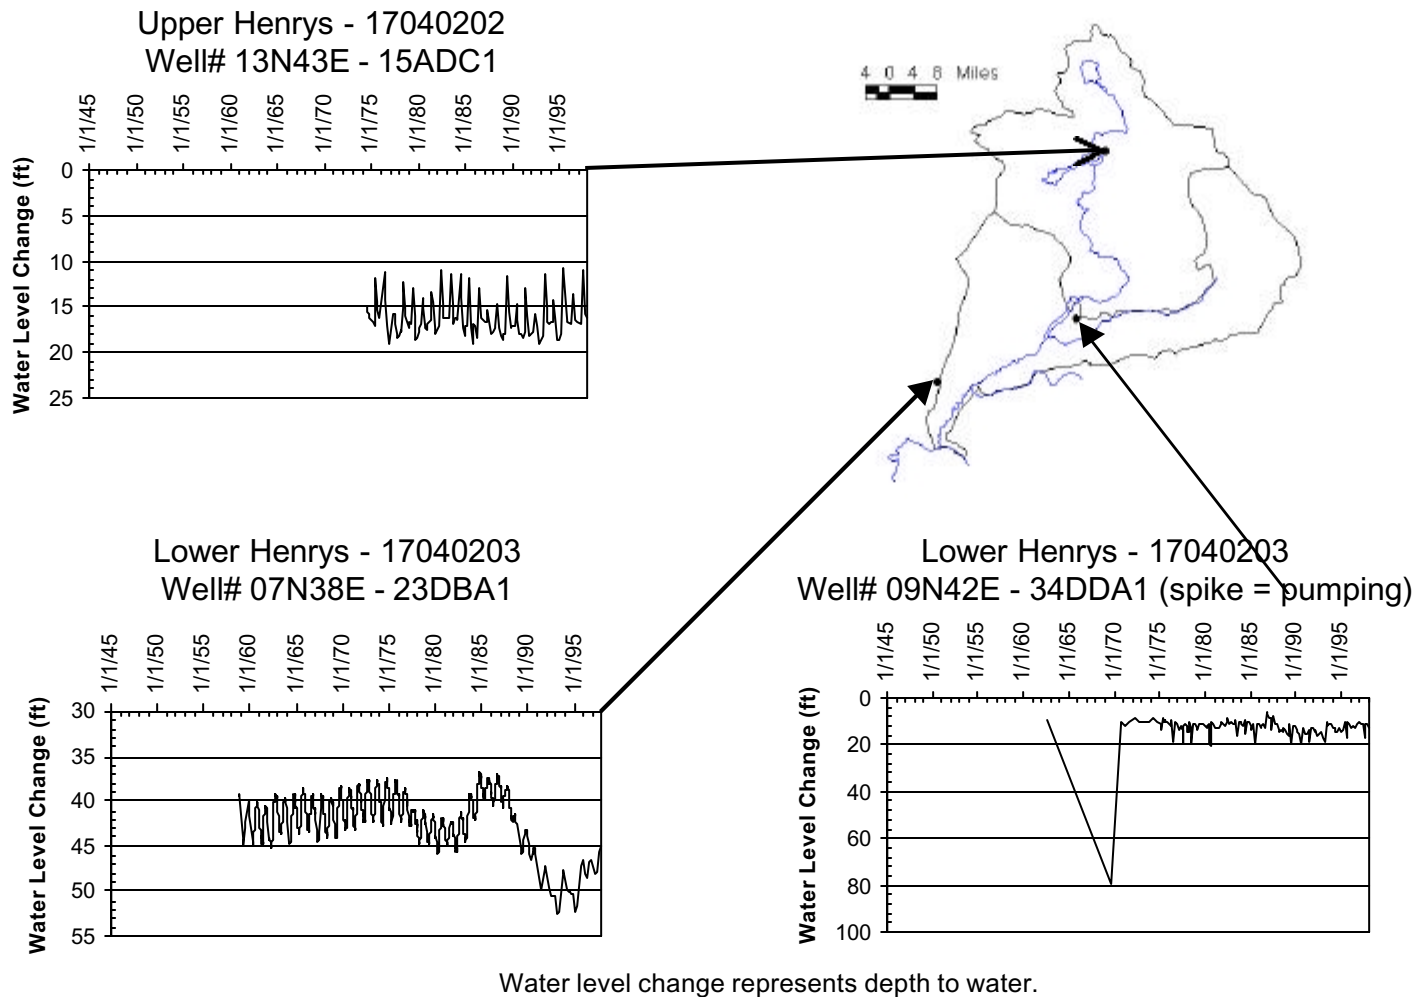 Upper Henrys - 17040202
Well# 13N43E - 15ADC1
1/1/45 1/1/50 1/1/55 1/1/60 1/1/65 1/1/70 1/1/75 1/1/80 1/1/85 1/1/90 1/1/95
Water Level Change (ft)
0
5
10
15
20
25
4 0 4 8 Miles
Lower Henrys - 17040203
Well# 07N38E - 23DBA1
1/1/45 1/1/50 1/1/55 1/1/60 1/1/65 1/1/70 1/1/75 1/1/80 1/1/85 1/1/90 1/1/95
Water Level Change (ft)
30
35
40
45
50
55
Lower Henrys - 17040203
Well# 09N42E - 34DDA1 (spike = pumping)
1/1/45 1/1/50 1/1/55 1/1/60 1/1/65 1/1/70 1/1/75 1/1/80 1/1/85 1/1/90 1/1/95
Water Level Change (ft)
0
20
40
60
80
100
Water level change represents depth to water.